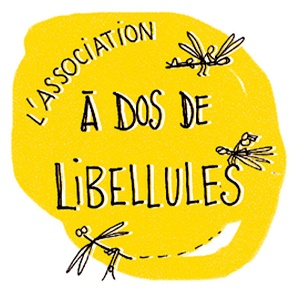 L'ASSOCIATION
À DOS DE
LiBELLULES